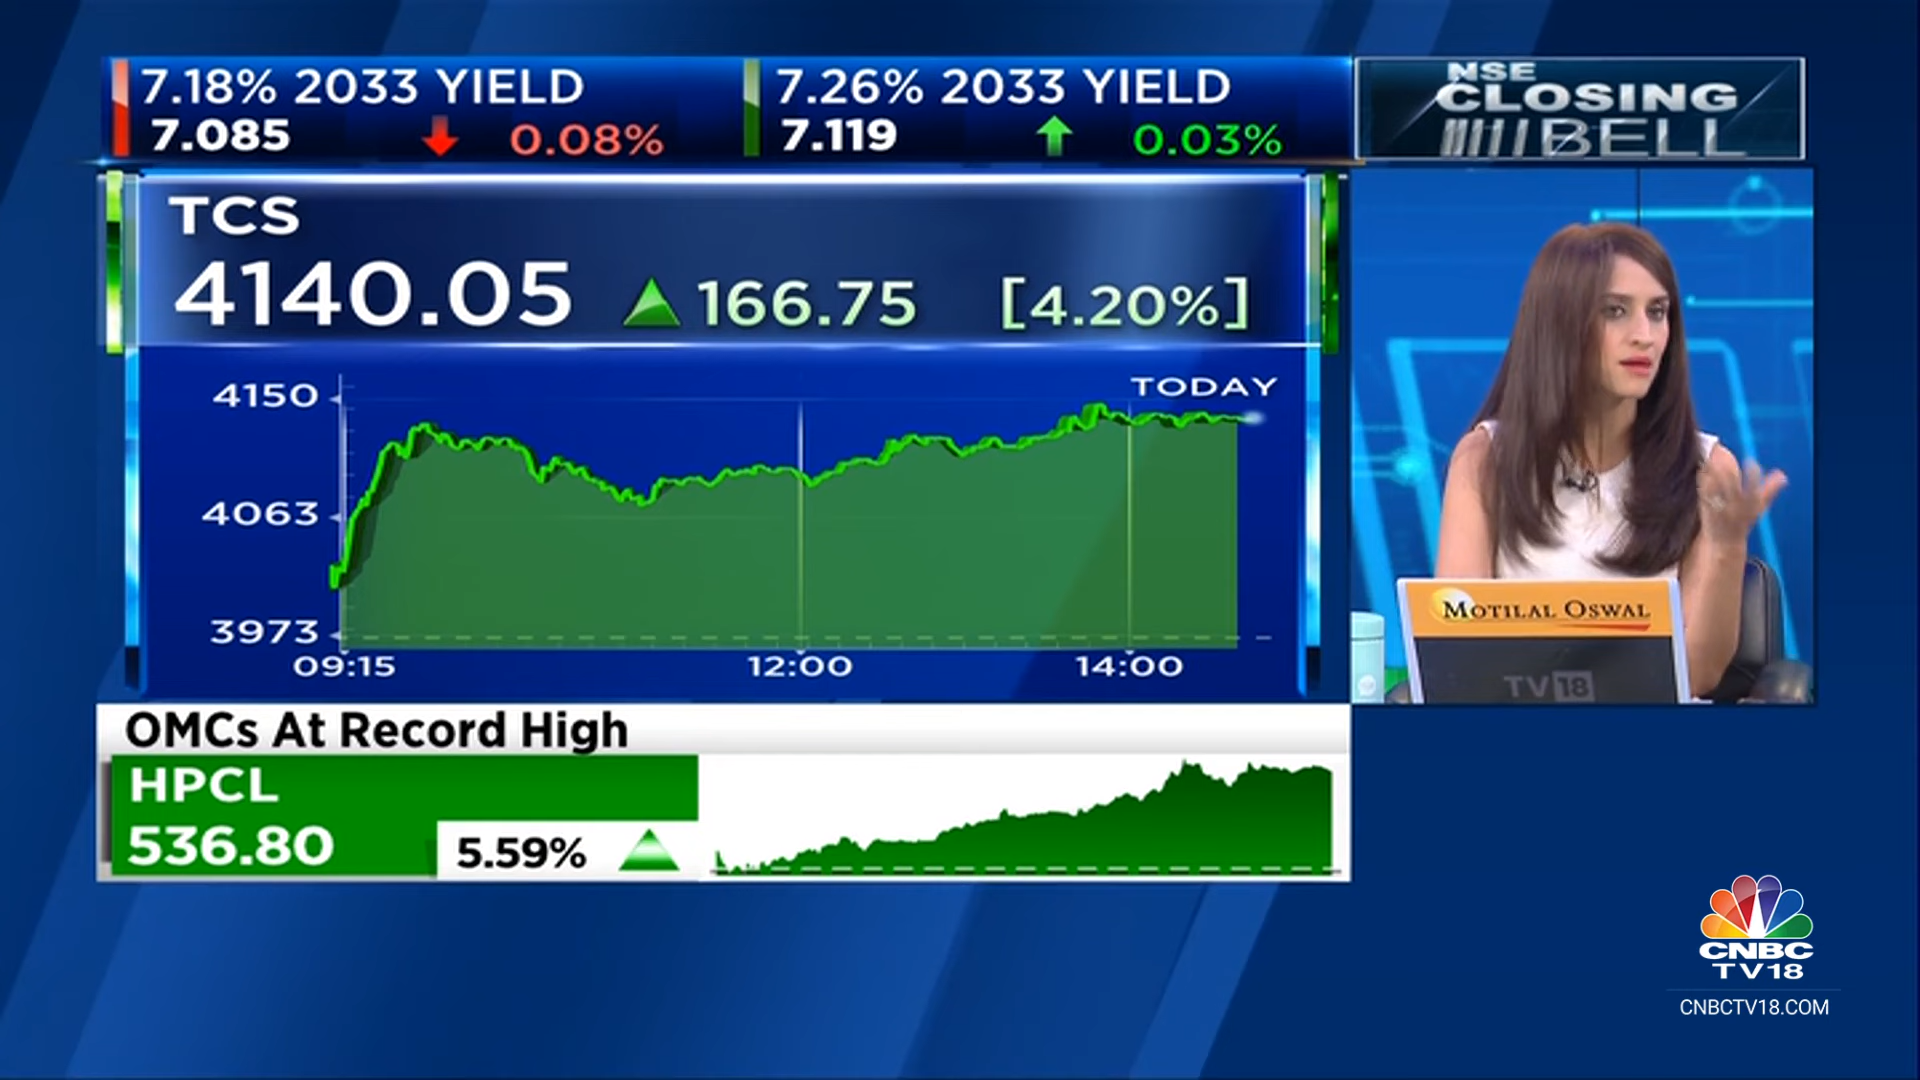 7.18% 2033 YIELD
7.085 0.08%
7.26% 2033 YIELD
7.119 0.03%
NSE
CLOSING
BELL
TCS
4140.05 166.75 [4.20%]
TODAY
4150
4063
3973
09:15 12:00 14:00
MOTILAL OSWAL
TV18
OMCs At Record High
HPCL
536.80
5.59%
CNBC
TV18
CNBCTV18.COM